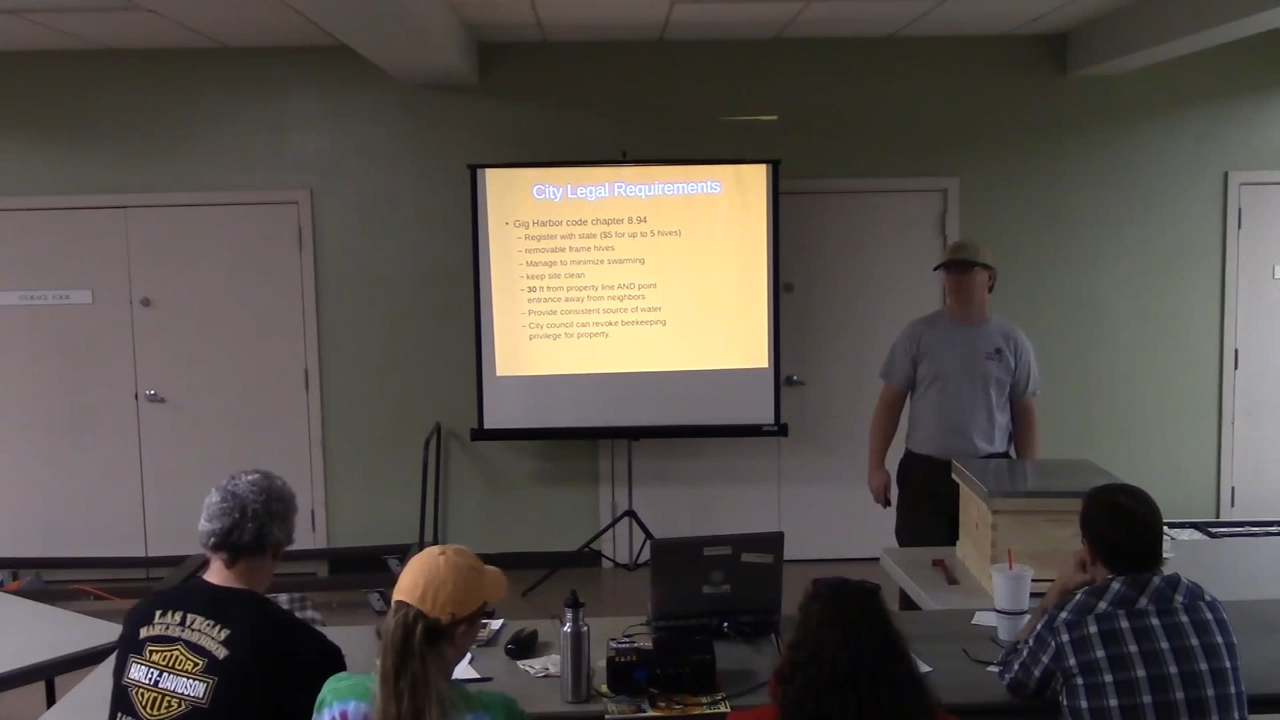 City Legal Requirements
• Gig Harbor code chapter 8.94
– Register with state ($5 for up to 5 hives)
– removable frame hives
– Manage to minimize swarming
– keep site clean
– 30 ft from property line AND point
entrance away from neighbors
– Provide consistent source of water
– City council can revoke beekeeping
privilege for property.
STORAGE ROOM
LAS VEGAS
HARLEY-DAVIDSON
MOTOR
HARLEY-DAVIDSON
CYCLES